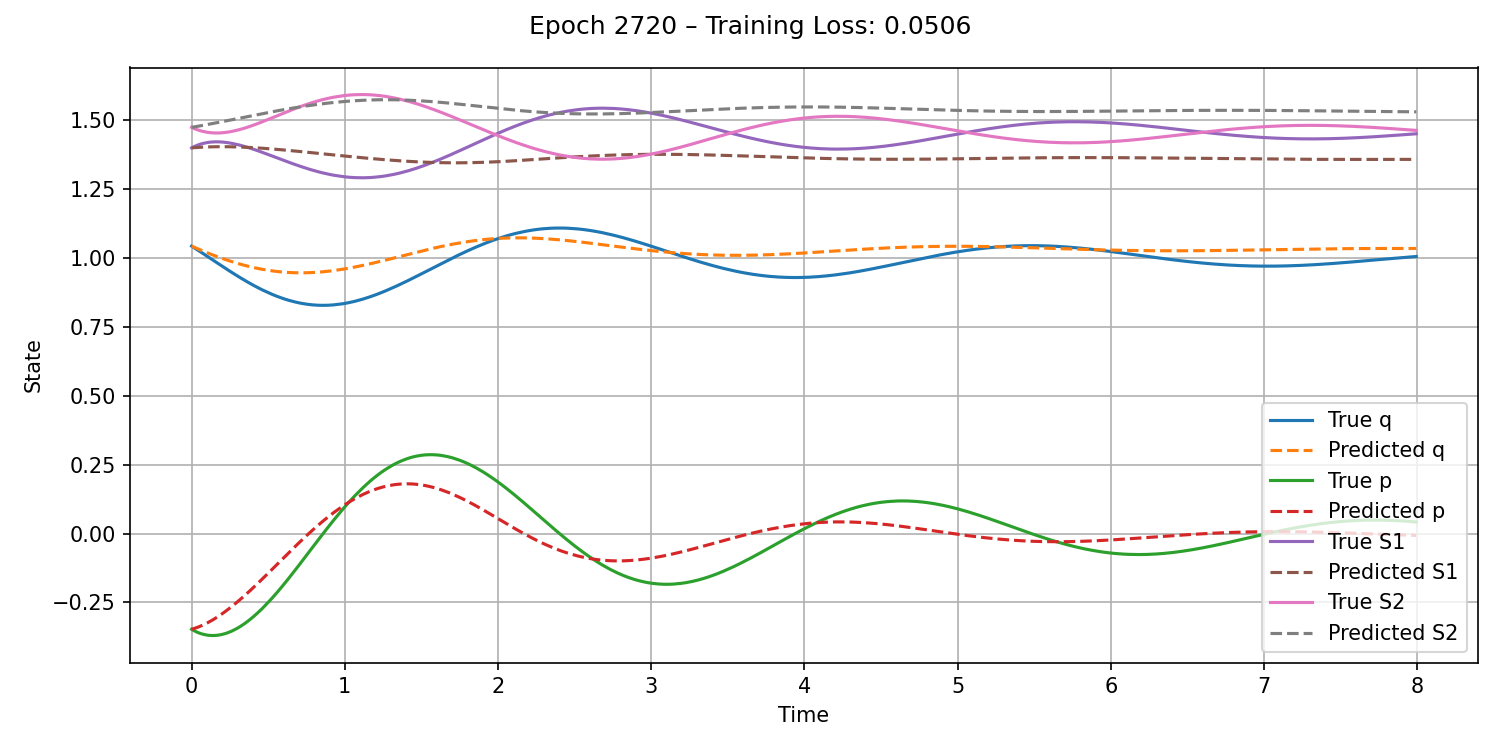 Epoch 2720 – Training Loss: 0.0506
State
1.50
1.25
1.00
0.75
0.50
0.25
0.00
−0.25
True q
Predicted q
True p
Predicted p
True S1
Predicted S1
True S2
Predicted S2
0 1 2 3 4 5 6 7 8
Time